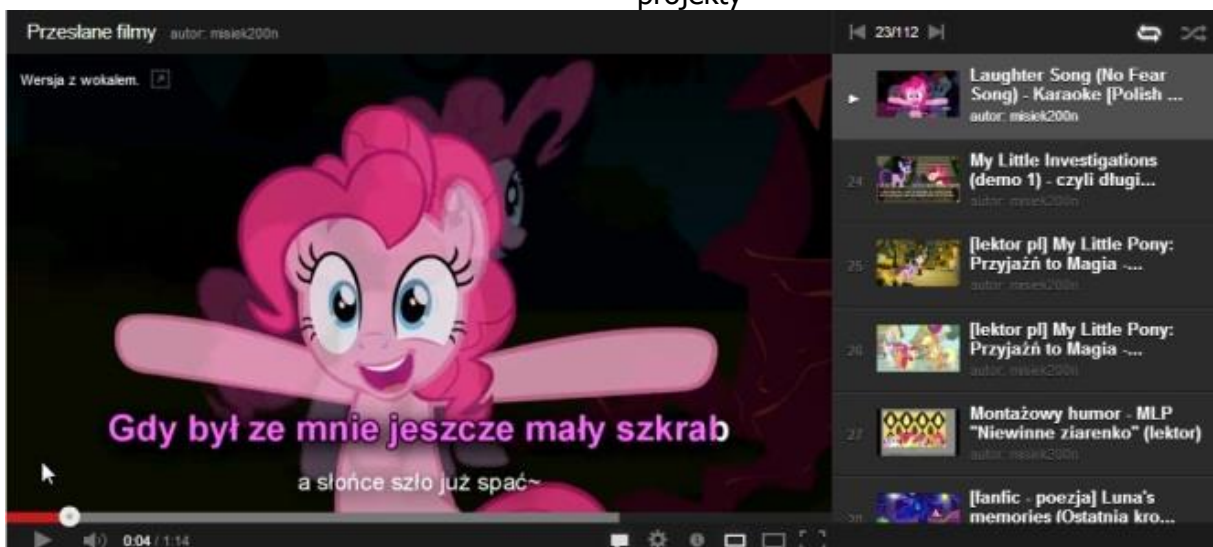 projekty
Przesłane filmy autor: misiek200n
23/112
Wersja z wokalem.
Gdy był ze mnie jeszcze mały szkrab
a słońce szło już spać~
0:04 / 1:14
Laughter Song (No Fear
Song) - Karaoke [Polish ...
autor: misiek200n
24
My Little Investigations
(demo 1) - czyli długi...
autor: misiek200n
25
[lektor pl] My Little Pony:
Przyjaźń to Magia -...
autor: misiek200n
26
[lektor pl] My Little Pony:
Przyjaźń to Magia -...
autor: misiek200n
27
Montażowy humor - MLP
"Niewinne ziarenko" (lektor)
autor: misiek200n
[fanfic - poezja] Luna's
memories (Ostatnia kro...